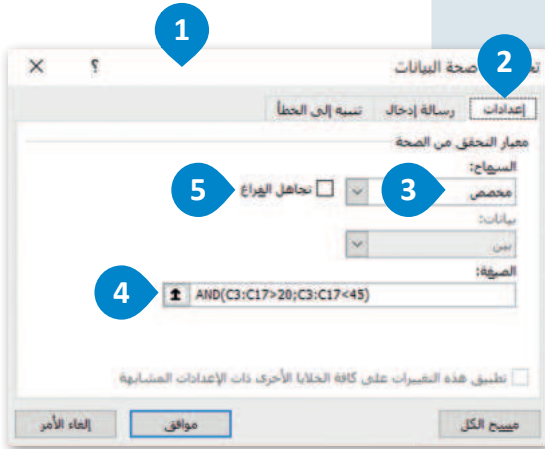 1
2
صحة البيانات
؟
إعدادات رسالة إدخال تنبيه إلى الخطأ
معيار التحقق من الصحة
السماح:
3
مخصص
تجاهل الفراغ
5
بيانات:
بين
الصيغة:
4
AND(C3:C17>20;C3:C17<45)
تطبيق هذه التغييرات على كافة الخلايا الأخرى ذات الإعدادات المشابهة
مسح الكل
موافق
إلغاء الأمر